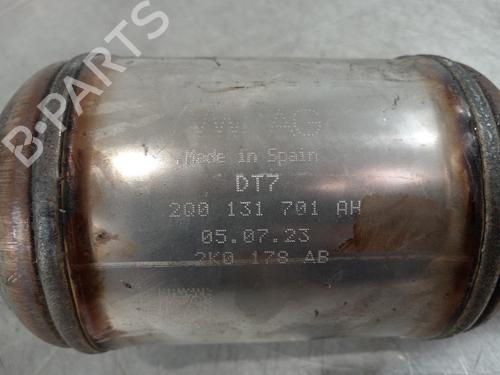 VW AG
Made in Spain
DT7
2Q0 131 701 AH
05.07.23
2K0 178 AB
B-PARTS